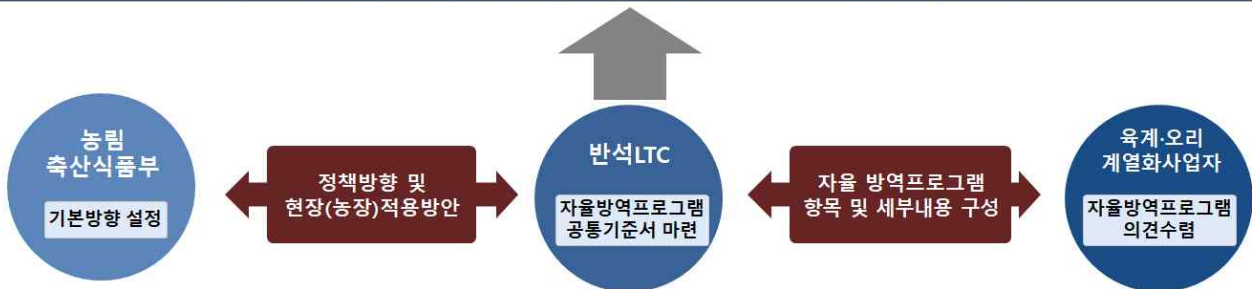 농림
축산식품부
기본방향 설정
정책방향 및
현장(농장)적용방안
반석LTC
자율방역프로그램
공통기준서 마련
자율 방역프로그램
항목 및 세부내용 구성
육계·오리
계열화사업자
자율방역프로그램
의견수렴